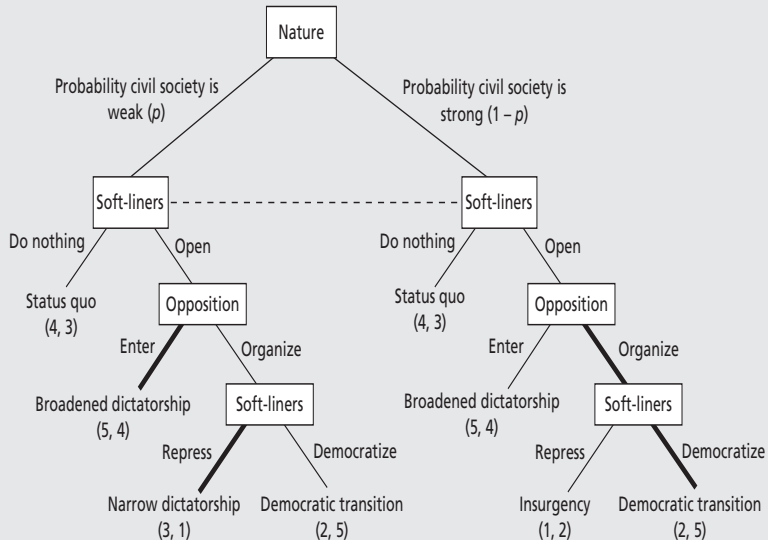 Nature
Probability civil society is
weak (p)
Probability civil society is
strong (1 – p)
Soft-liners
Soft-liners
Do nothing
Open
Do nothing
Open
Status quo
(4, 3)
Opposition
Status quo
(4, 3)
Opposition
Enter
Organize
Enter
Organize
Broadened dictatorship
(5, 4)
Soft-liners
Broadened dictatorship
(5, 4)
Soft-liners
Repress
Democratize
Repress
Democratize
Narrow dictatorship
(3, 1)
Democratic transition
(2, 5)
Insurgency
(1, 2)
Democratic transition
(2, 5)